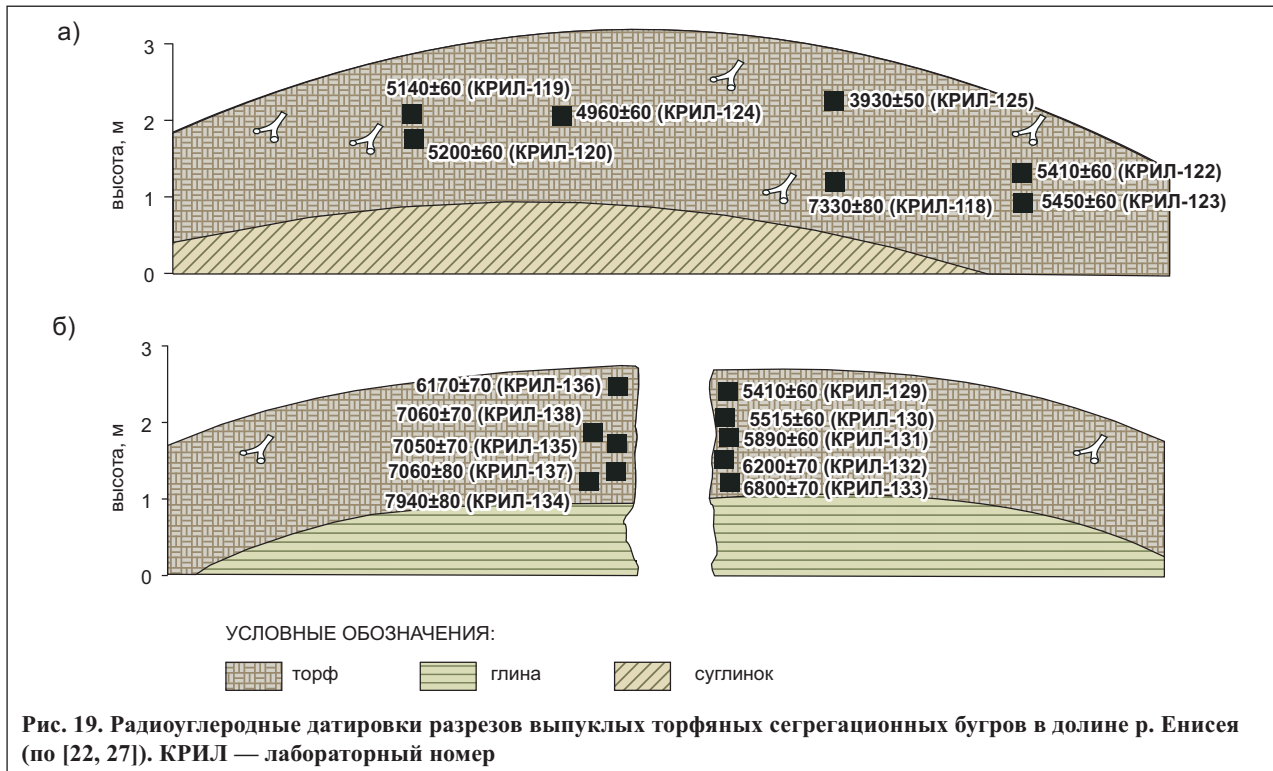 а)
3
2
1
0
высота, м
5140±60 (КРИЛ-119)
5200±60 (КРИЛ-120)
4960±60 (КРИЛ-124)
3930±50 (КРИЛ-125)
7330±80 (КРИЛ-118)
5410±60 (КРИЛ-122)
5450±60 (КРИЛ-123)
б)
3
2
1
0
высота, м
6170±70 (КРИЛ-136)
7060±70 (КРИЛ-138)
7050±70 (КРИЛ-135)
7060±80 (КРИЛ-137)
7940±80 (КРИЛ-134)
5410±60 (КРИЛ-129)
5515±60 (КРИЛ-130)
5890±60 (КРИЛ-131)
6200±70 (КРИЛ-132)
6800±70 (КРИЛ-133)
УСЛОВНЫЕ ОБОЗНАЧЕНИЯ:
торф глина суглинок
Рис. 19. Радиоуглеродные датировки разрезов выпуклых торфяных сегрегационных бугров в долине р. Енисея
(по [22, 27]). КРИЛ — лабораторный номер